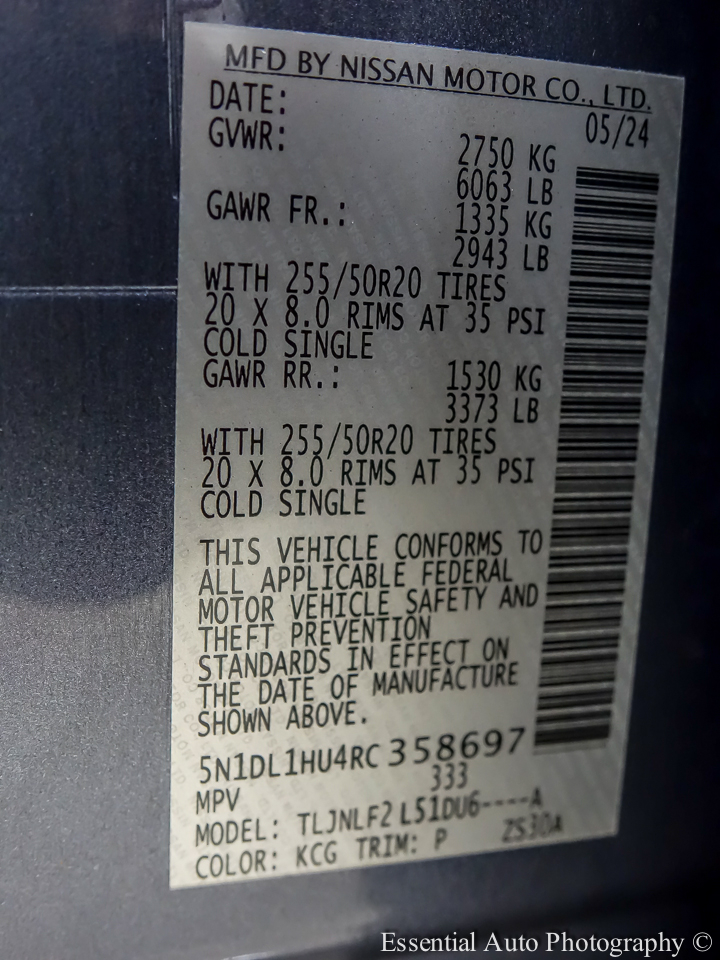 MFD BY NISSAN MOTOR CO., LTD.
DATE: 05/24
GVWR: 2750 KG
6063 LB
GAWR FR.: 1335 KG
2943 LB
WITH 255/50R20 TIRES
20 X 8.0 RIMS AT 35 PSI
COLD SINGLE
GAWR RR.: 1530 KG
3373 LB
WITH 255/50R20 TIRES
20 X 8.0 RIMS AT 35 PSI
COLD SINGLE
THIS VEHICLE CONFORMS TO
ALL APPLICABLE FEDERAL
MOTOR VEHICLE SAFETY AND
THEFT PREVENTION
STANDARDS IN EFFECT ON
THE DATE OF MANUFACTURE
SHOWN ABOVE.
5N1DL1HU4RC 358697
MPV 333
MODEL: TLJNLF2 L51DU6----A
COLOR: KCG TRIM: P ZS30A
Essential Auto Photography ©